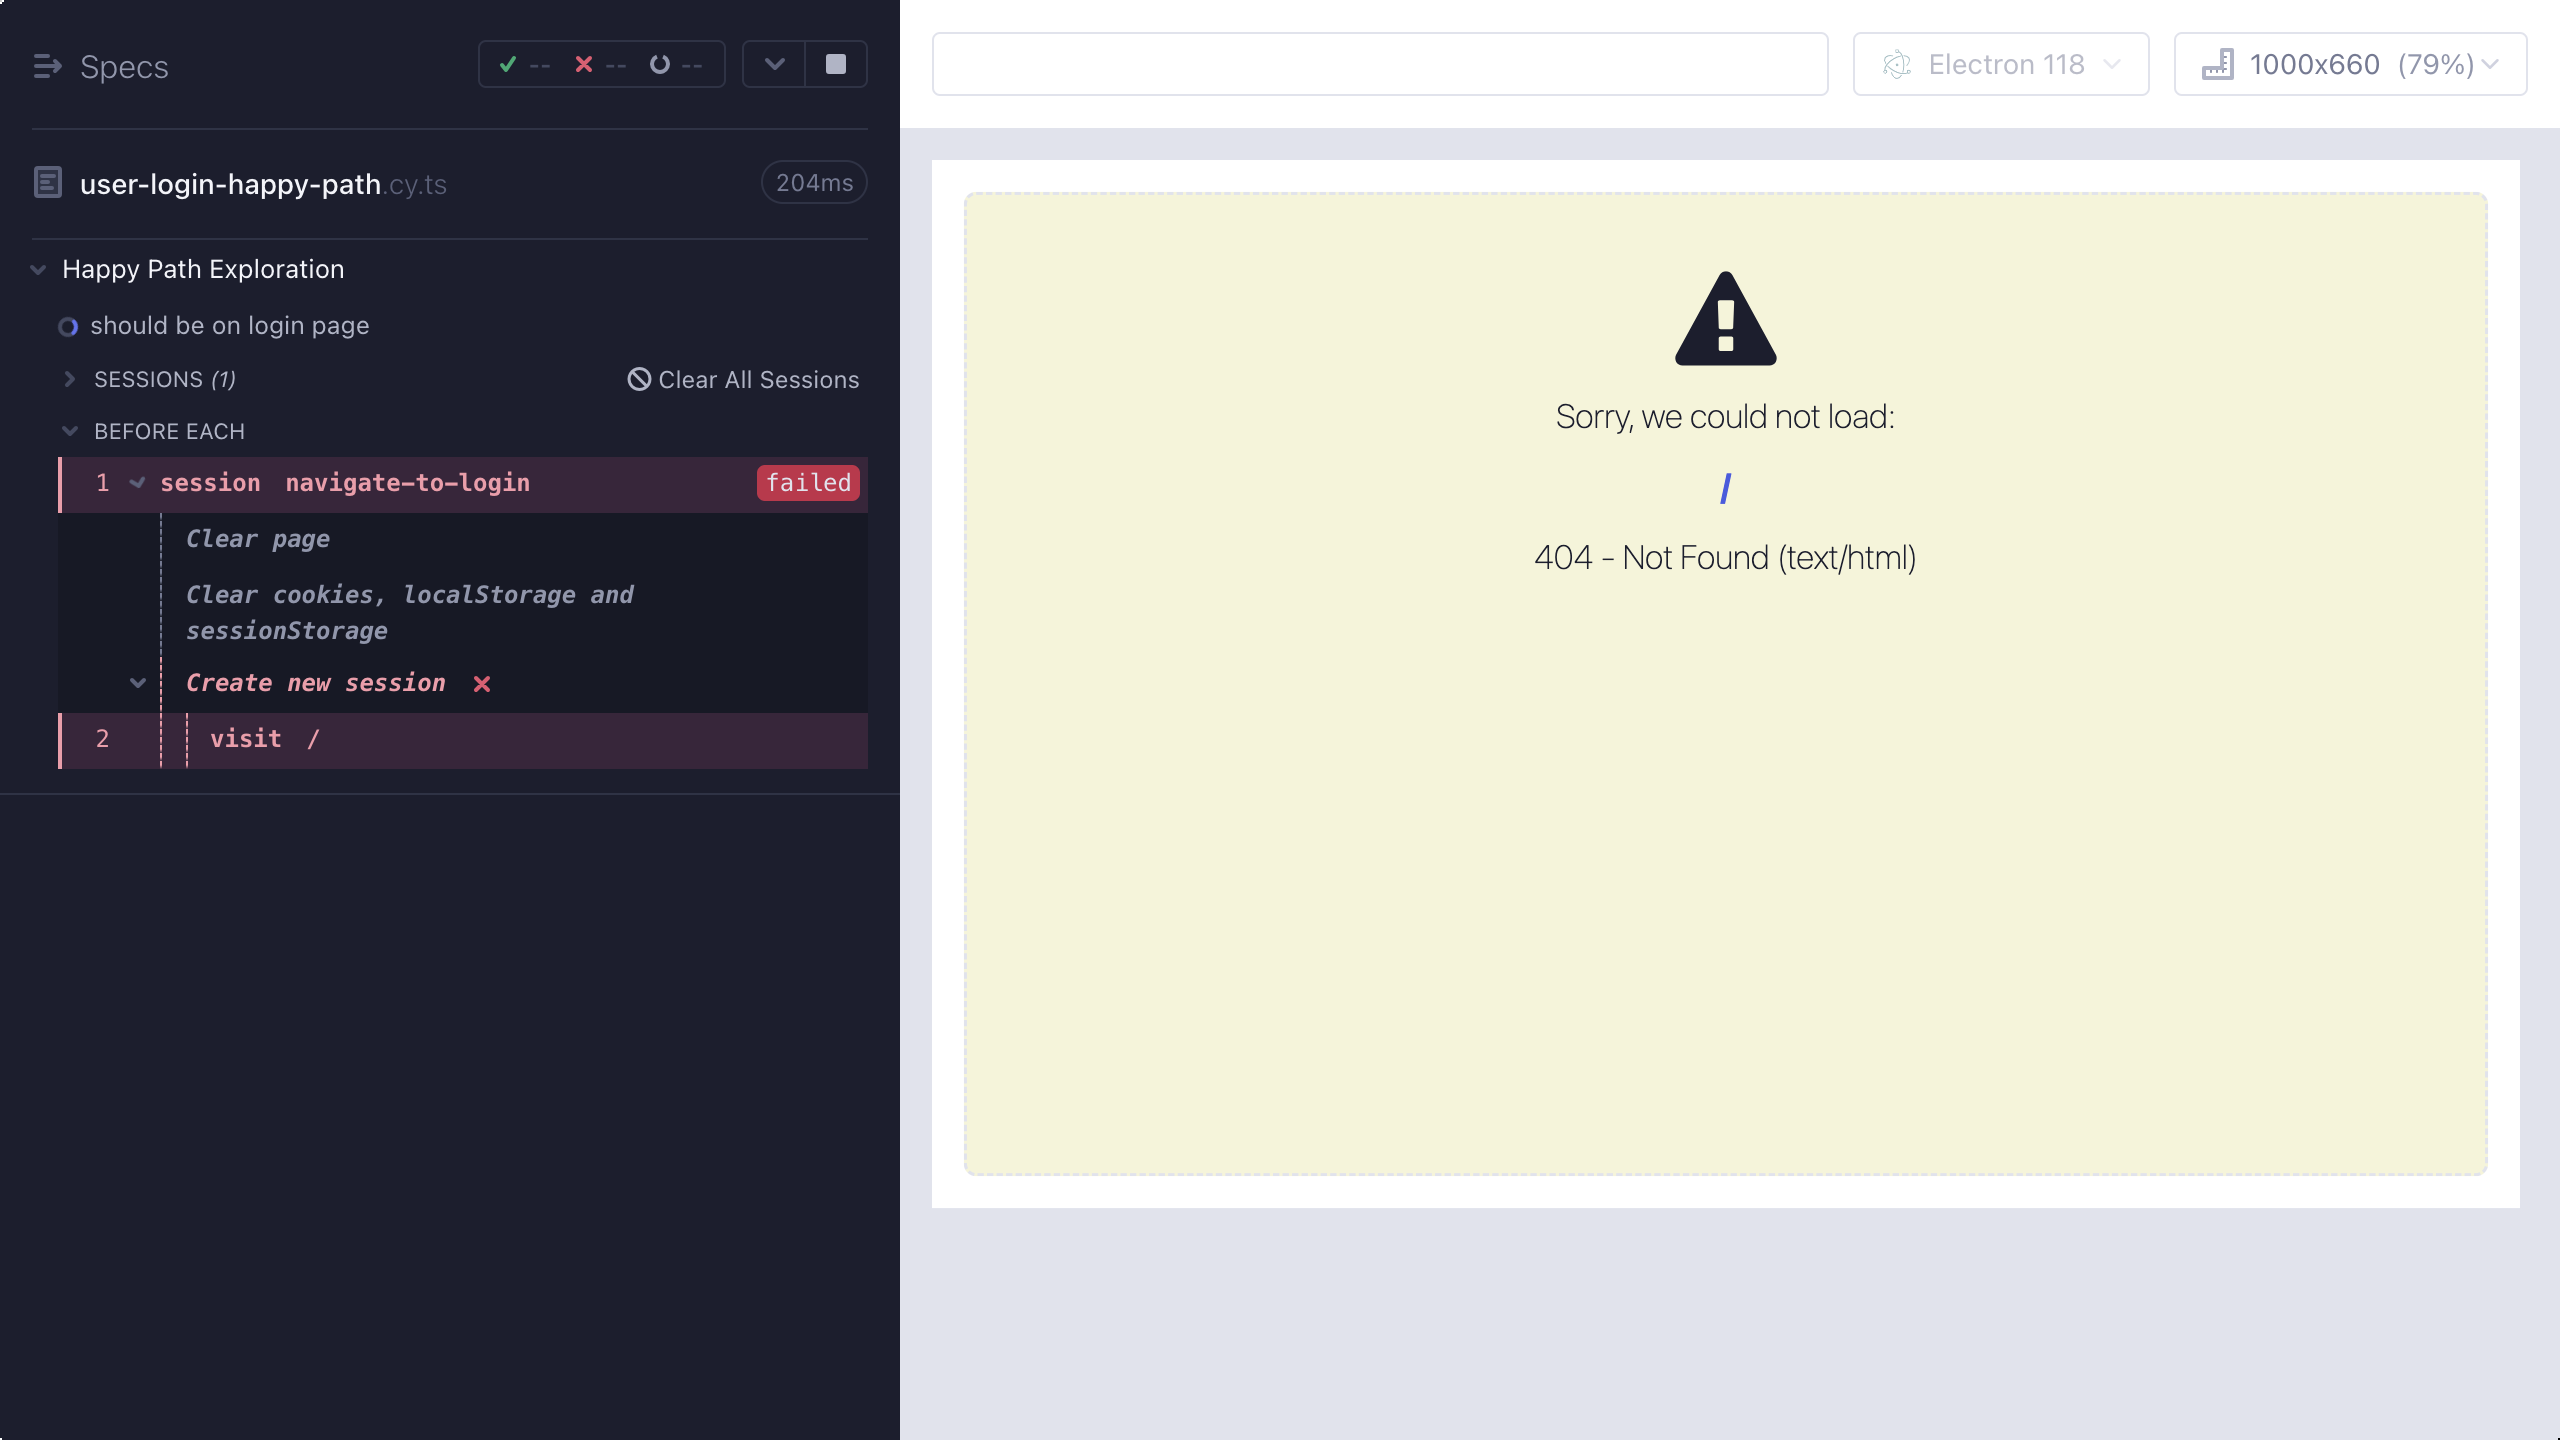 Specs
-- -- --
user-login-happy-path.cy.ts 204ms
Happy Path Exploration
should be on login page
SESSIONS (1) Clear All Sessions
BEFORE EACH
1 session navigate-to-login failed
Clear page
Clear cookies, localStorage and
sessionStorage
Create new session
2 visit /
Electron 118
1000x660 (79%)
Sorry, we could not load:
/
404 - Not Found (text/html)